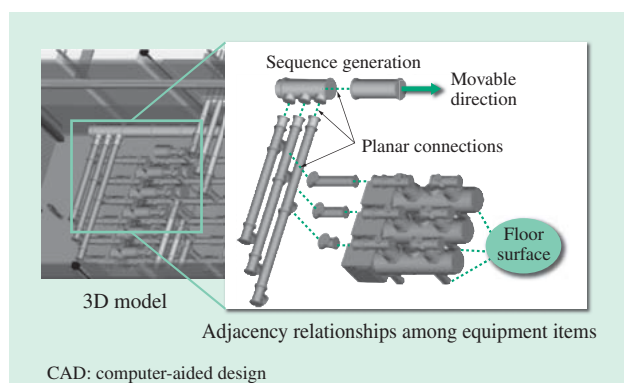 Sequence generation
Movable
direction
Planar connections
Floor
surface
3D model
Adjacency relationships among equipment items
CAD: computer-aided design